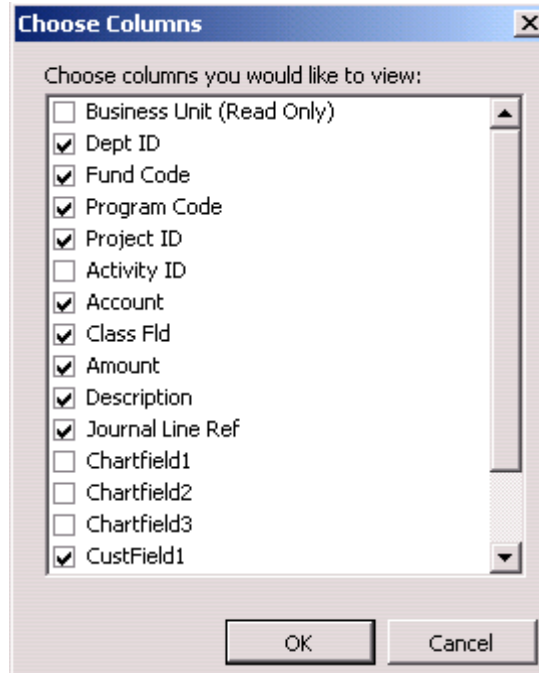 Choose Columns
Choose columns you would like to view:
Business Unit (Read Only)
Dept ID
Fund Code
Program Code
Project ID
Activity ID
Account
Class Fld
Amount
Description
Journal Line Ref
Chartfield1
Chartfield2
Chartfield3
CustField1
OK Cancel